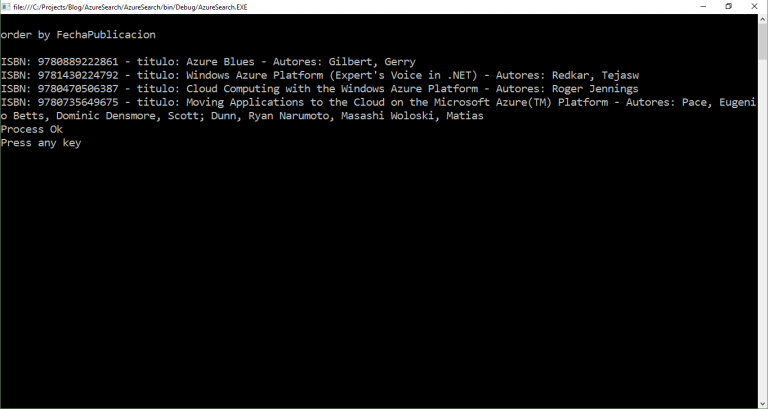 file:///C:/Projects/Blog/AzureSearch/AzureSearch/bin/Debug/AzureSearch.EXE
order by FechaPublicacion
ISBN: 9780889222861 - titulo: Azure Blues - Autores: Gilbert, Gerry
ISBN: 9781430224792 - titulo: Windows Azure Platform (Expert's Voice in .NET) - Autores: Redkar, Tejasw
ISBN: 9780470506387 - titulo: Cloud Computing with the Windows Azure Platform - Autores: Roger Jennings
ISBN: 9780735649675 - titulo: Moving Applications to the Cloud on the Microsoft Azure(TM) Platform - Autores: Pace, Eugeni
o Betts, Dominic Densmore, Scott; Dunn, Ryan Narumoto, Masashi Woloski, Matias
Process Ok
Press any key